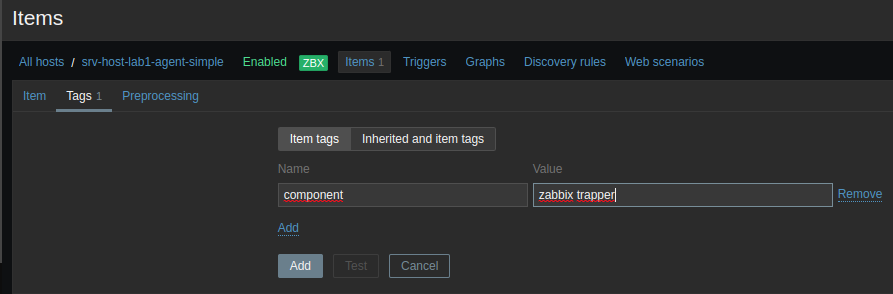 Items
All hosts / srv-host-lab1-agent-simple Enabled ZBX Items 1 Triggers Graphs Discovery rules Web scenarios
Item Tags 1 Preprocessing
Item tags Inherited and item tags
Name Value
component zabbix trapper Remove
Add
Add Test Cancel